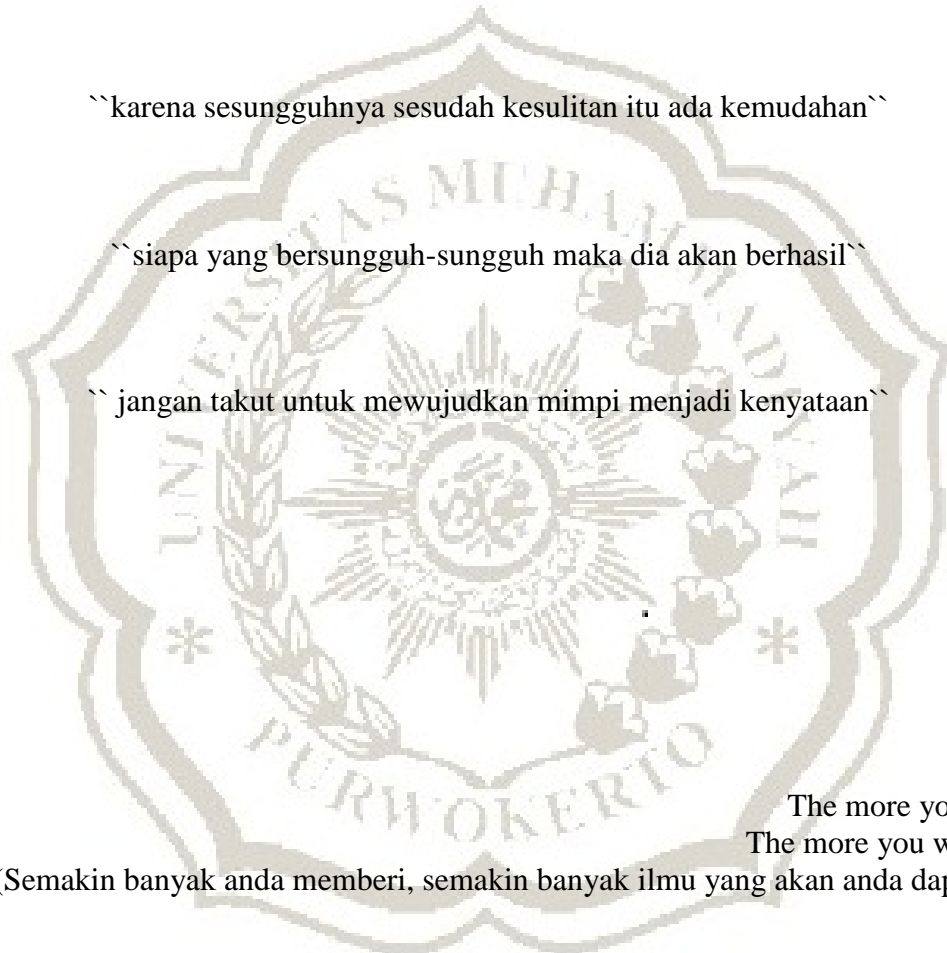 ``karena sesungguhnya sesudah kesulitan itu ada kemudahan``
``siapa yang bersungguh-sungguh maka dia akan berhasil``
`` jangan takut untuk mewujudkan mimpi menjadi kenyataan``
UNIVERSITAS MUHAMMADIYAH
PURWOKERTO
The more yo
The more you w
(Semakin banyak anda memberi, semakin banyak ilmu yang akan anda dap